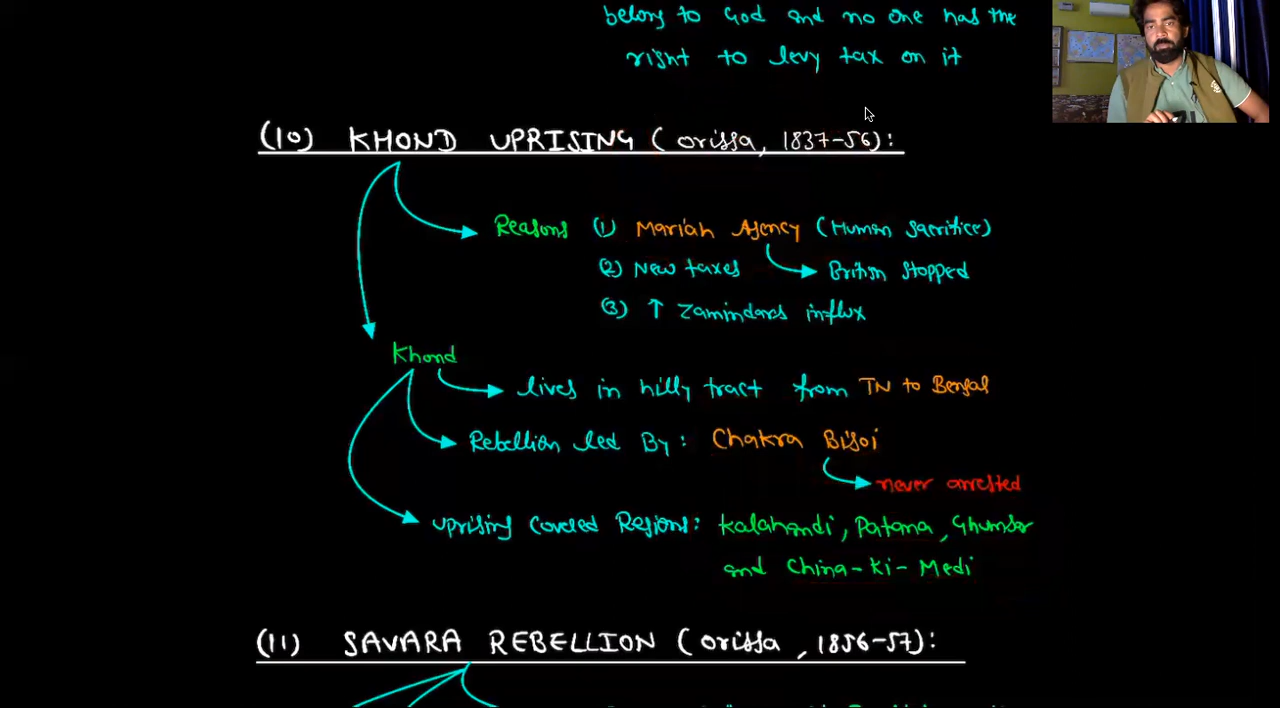 belong to God and no one has the
right to levy tax on it
(10) KHOND UPRISING (orissa, 1837-56):
Reasons (1) Mariah Agency (Human Sacrifice)
(2) New taxes → British stopped
(3) ↑ Zamindars influx
Khond
lives in hilly tract from TN to Bengal
Rebellion led By: Chakra Bisoi
never arrested
uprising Covered Regions: Kalahandi, Patana, Ghumsar
and China-Ki-Medi
(11) SAVARA REBELLION (orissa, 1856-57):